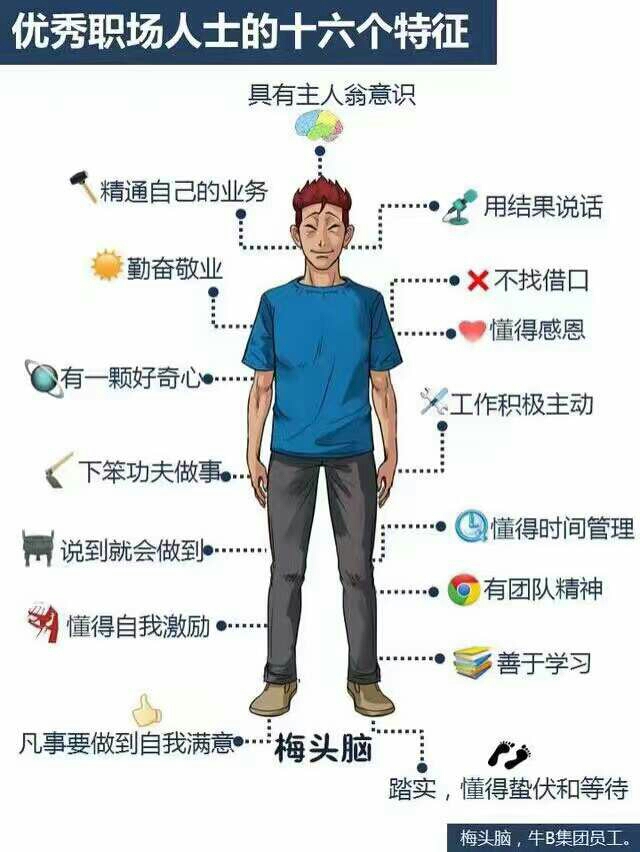 优秀职场人士的十六个特征
具有主人翁意识
精通自己的业务
用结果说话
勤奋敬业
不找借口
懂得感恩
有一颗好奇心
工作积极主动
下笨功夫做事
懂得时间管理
说到就会做到
有团队精神
懂得自我激励
善于学习
凡事要做到自我满意
梅头脑
踏实，懂得蛰伏和等待
梅头脑，牛B集团员工。